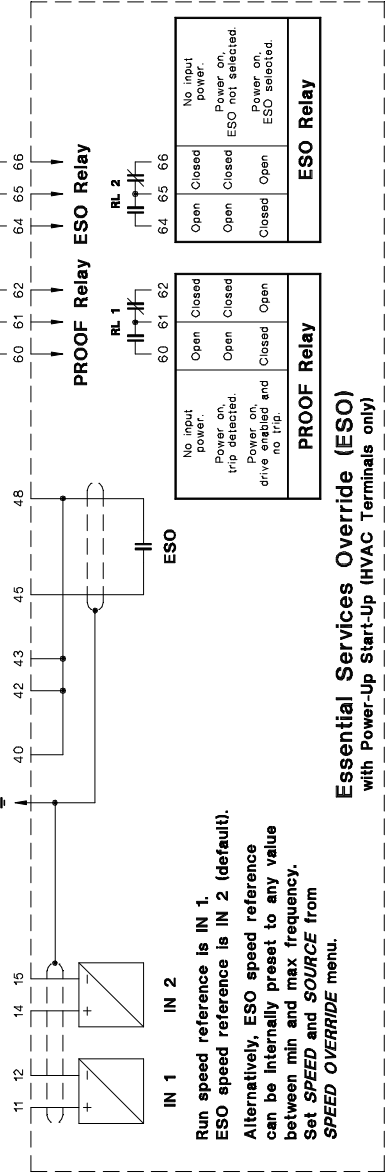 11 12 14 15 40 42 43 45 48 60 61 62 64 65 66
+ − + −
IN 1 IN 2
ESO
PROOF Relay ESO Relay
RL 1 RL 2
60 61 62 64 65 66
No input
power.
Open Closed
Power on,
trip detected.
Open Closed
Power on,
drive enabled and
no trip.
Closed Open
PROOF Relay
Open Closed
No input
power.
Open Closed
Power on,
ESO not selected.
Closed Open
Power on,
ESO selected.
ESO Relay
Run speed reference is IN 1.
ESO speed reference is IN 2 (default).
Alternatively, ESO speed reference
can be internally preset to any value
between min and max frequency.
Set SPEED and SOURCE from
SPEED OVERRIDE menu.
Essential Services Override (ESO)
with Power-Up Start-Up (HVAC Terminals only)